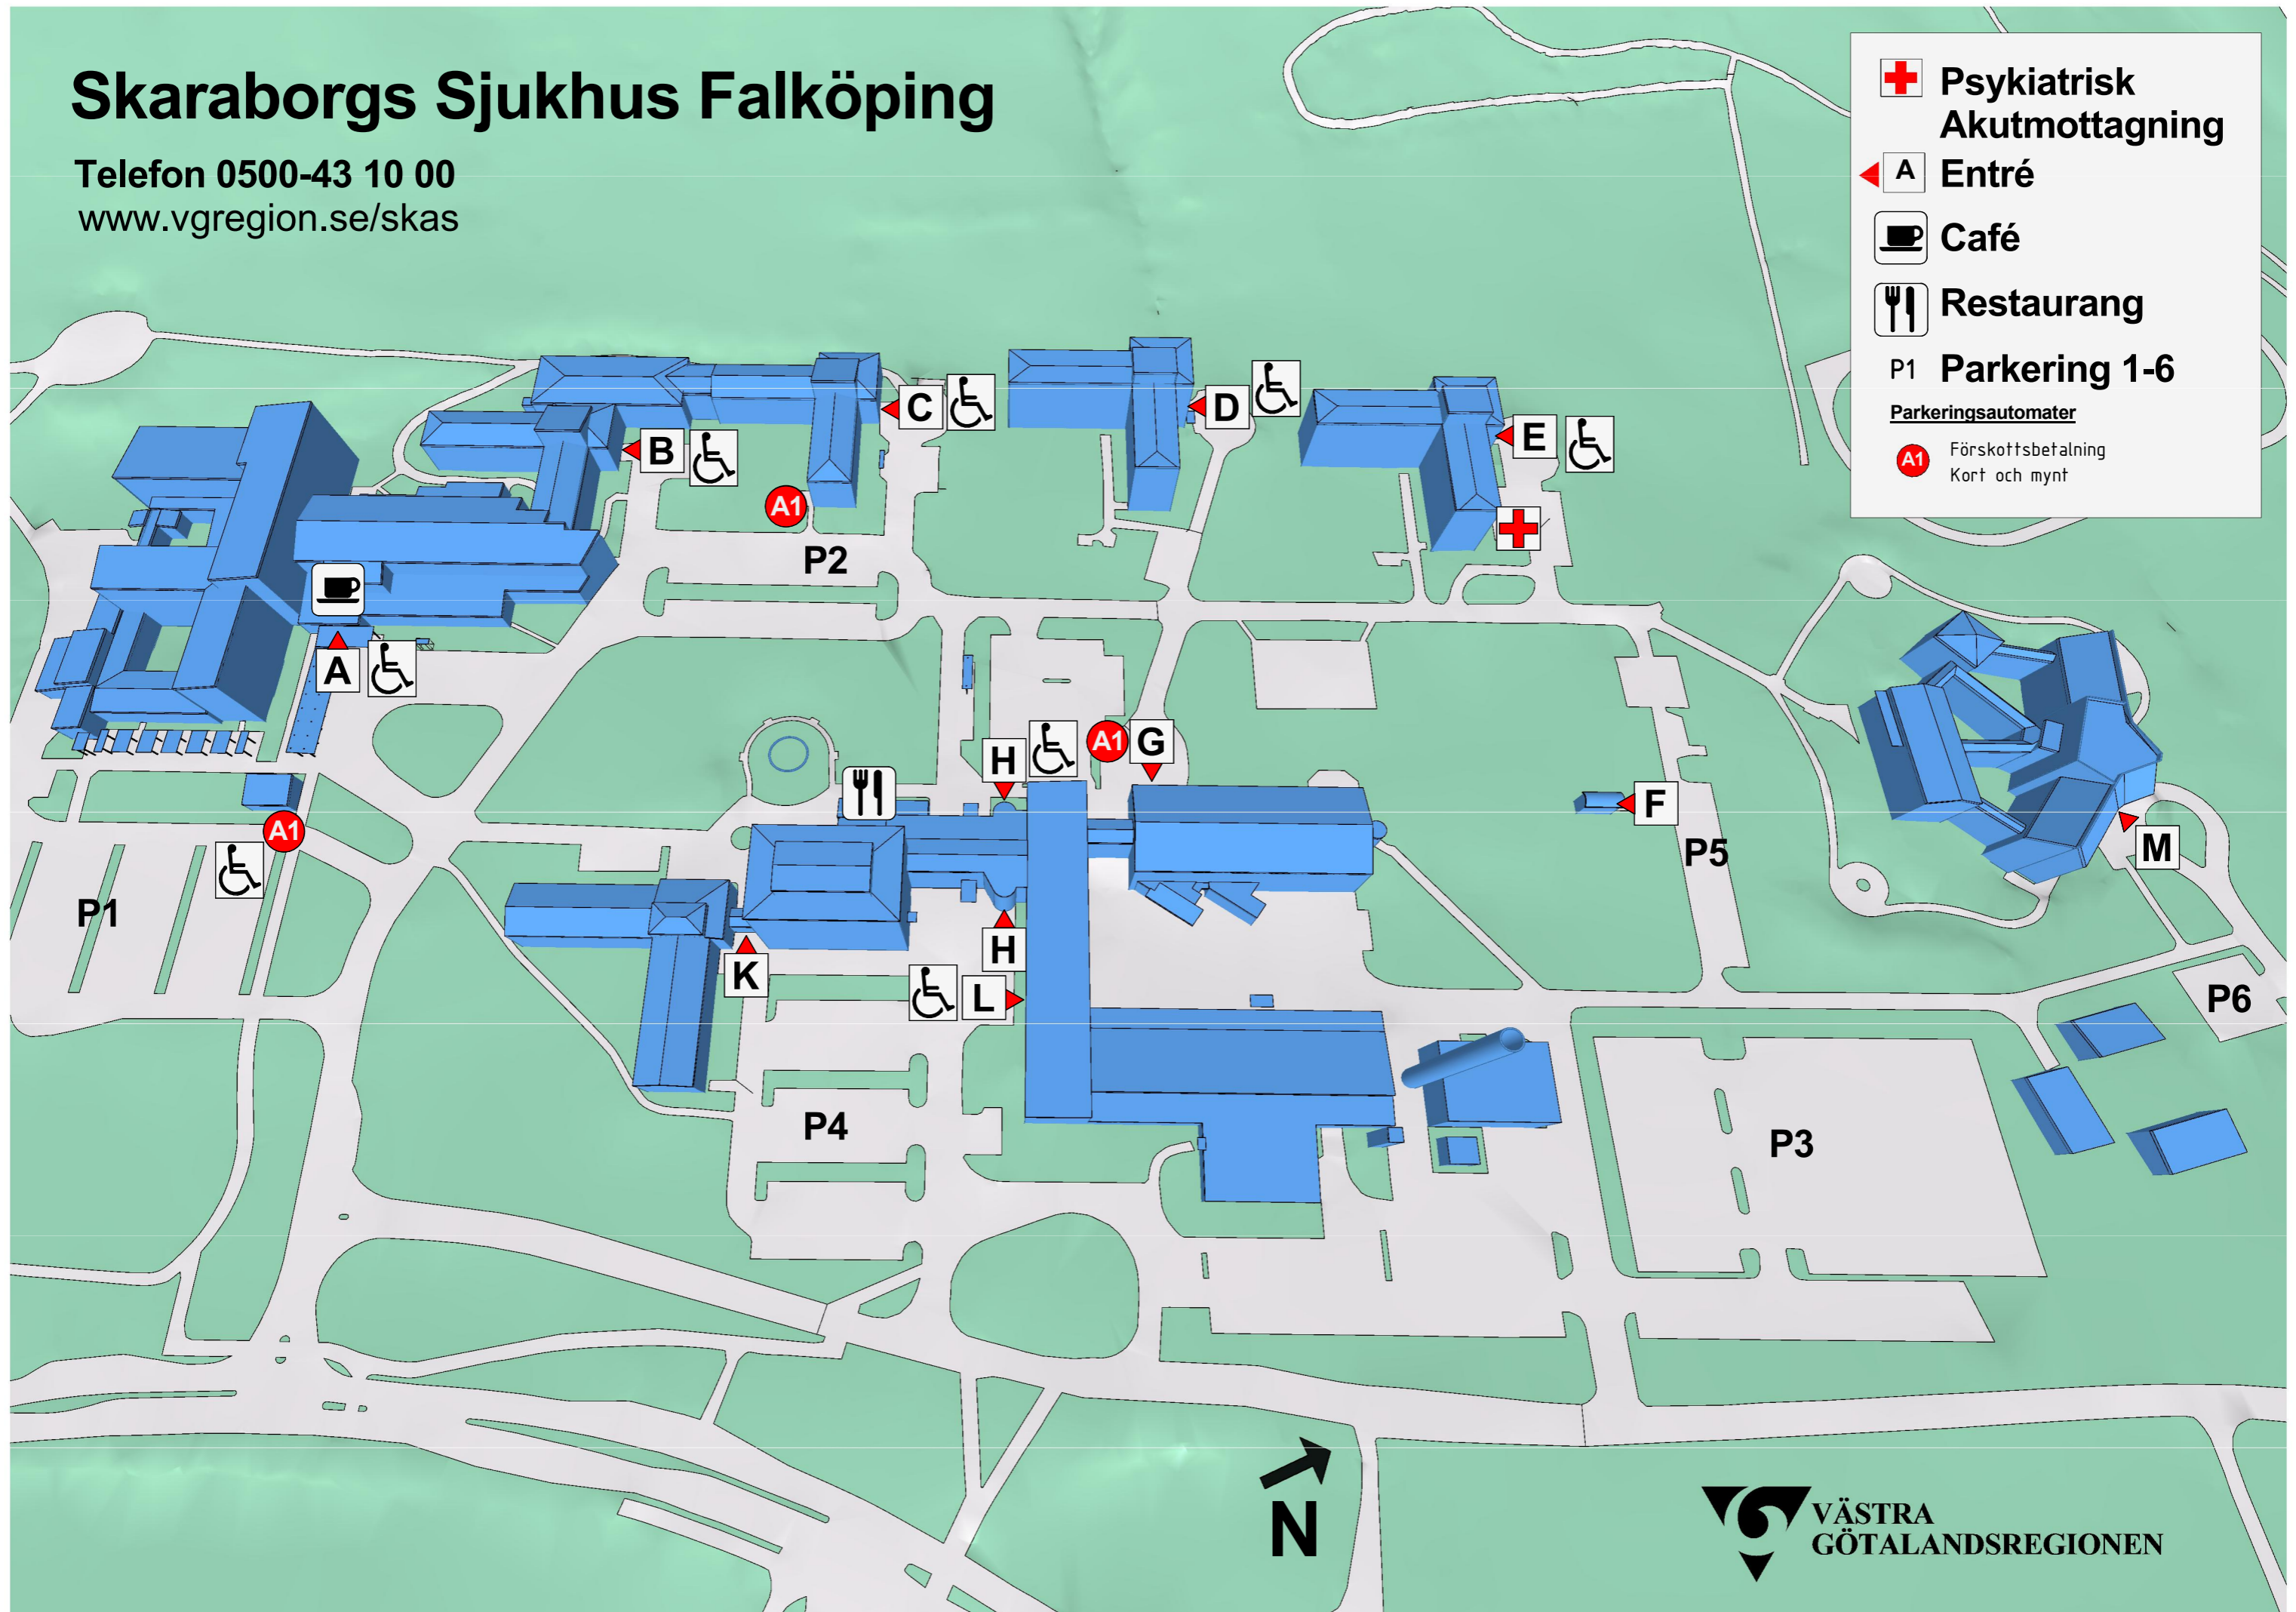 Skaraborgs Sjukhus Falköping
Telefon 0500-43 10 00
www.vgregion.se/skas
Psykiatrisk
Akutmottagning
A Entré
Café
Restaurang
P1 Parkering 1-6
Parkeringsautomater
A1 Förskottsbetalning
Kort och mynt
C
D
E
B
A1
P2
A
H
A1
G
F
P5
M
A1
P1
H
K
L
P6
P4
P3
N
VÄSTRA
GÖTALANDSREGIONEN